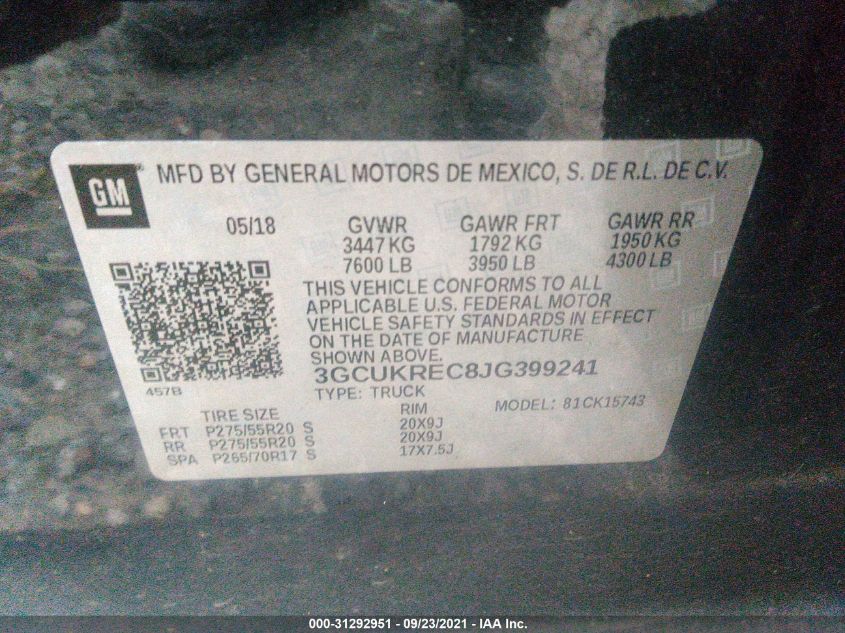 GM
MFD BY GENERAL MOTORS DE MEXICO, S. DE R.L. DE C.V.
05/18 GVWR GAWR FRT GAWR RR
3447 KG 1792 KG 1950 KG
7600 LB 3950 LB 4300 LB
THIS VEHICLE CONFORMS TO ALL
APPLICABLE U.S. FEDERAL MOTOR
VEHICLE SAFETY STANDARDS IN EFFECT
ON THE DATE OF MANUFACTURE
SHOWN ABOVE.
3GCUKREC8JG399241
457B TYPE: TRUCK
TIRE SIZE RIM MODEL: 81CK15743
FRT P275/55R20 S 20X9J
RR P275/55R20 S 20X9J
SPA P265/70R17 S 17X7.5J
000-31292951 - 09/23/2021 - IAA Inc.